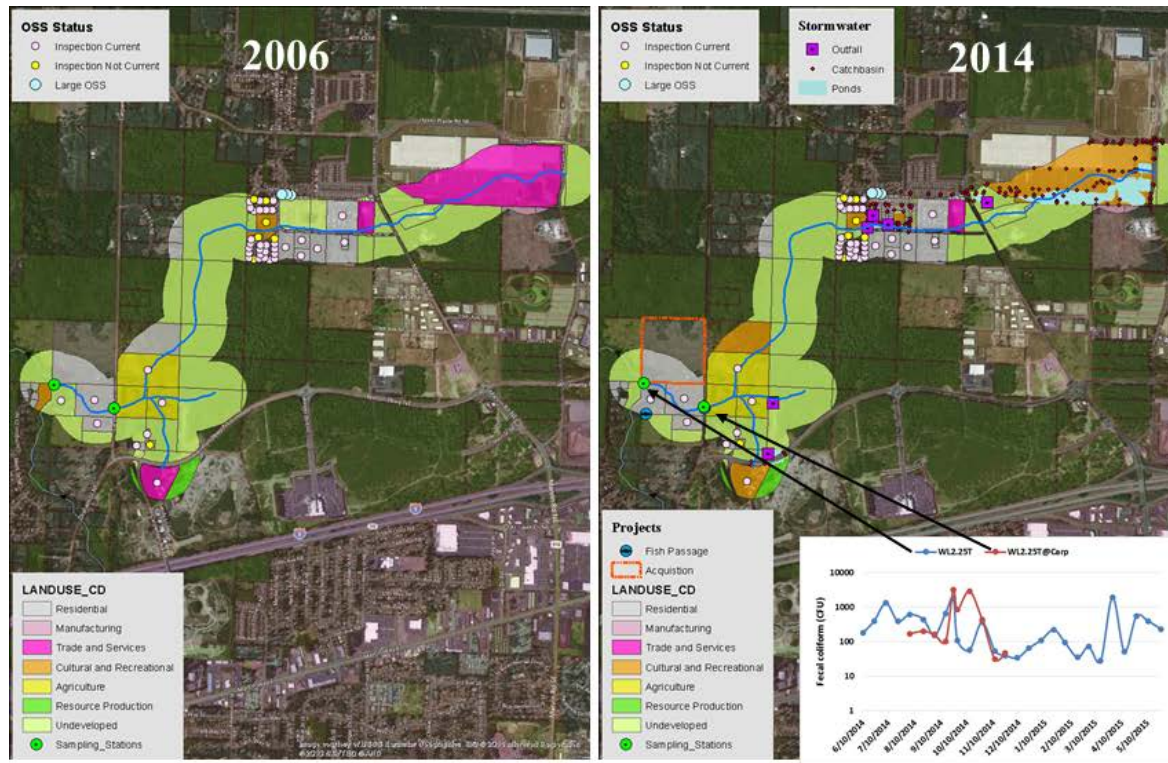 OSS Status
Inspection Current
Inspection Not Current
Large OSS
2006
LANDUSE_CD
Residential
Manufacturing
Trade and Services
Cultural and Recreational
Agriculture
Resource Production
Undeveloped
Sampling_Stations
OSS Status
Inspection Current
Inspection Not Current
Large OSS
Stormwater
Outfall
Catchbasin
Ponds
2014
Projects
Fish Passage
Acquistion
LANDUSE_CD
Residential
Manufacturing
Trade and Services
Cultural and Recreational
Agriculture
Resource Production
Undeveloped
Sampling_Stations
WL2.25T
WL2.25T@Carp
Fecal coliform (CFU)
10000
1000
100
10
1
6/10/2014
7/10/2014
8/10/2014
9/10/2014
10/10/2014
11/10/2014
12/10/2014
1/10/2015
2/10/2015
3/10/2015
4/10/2015
5/10/2015